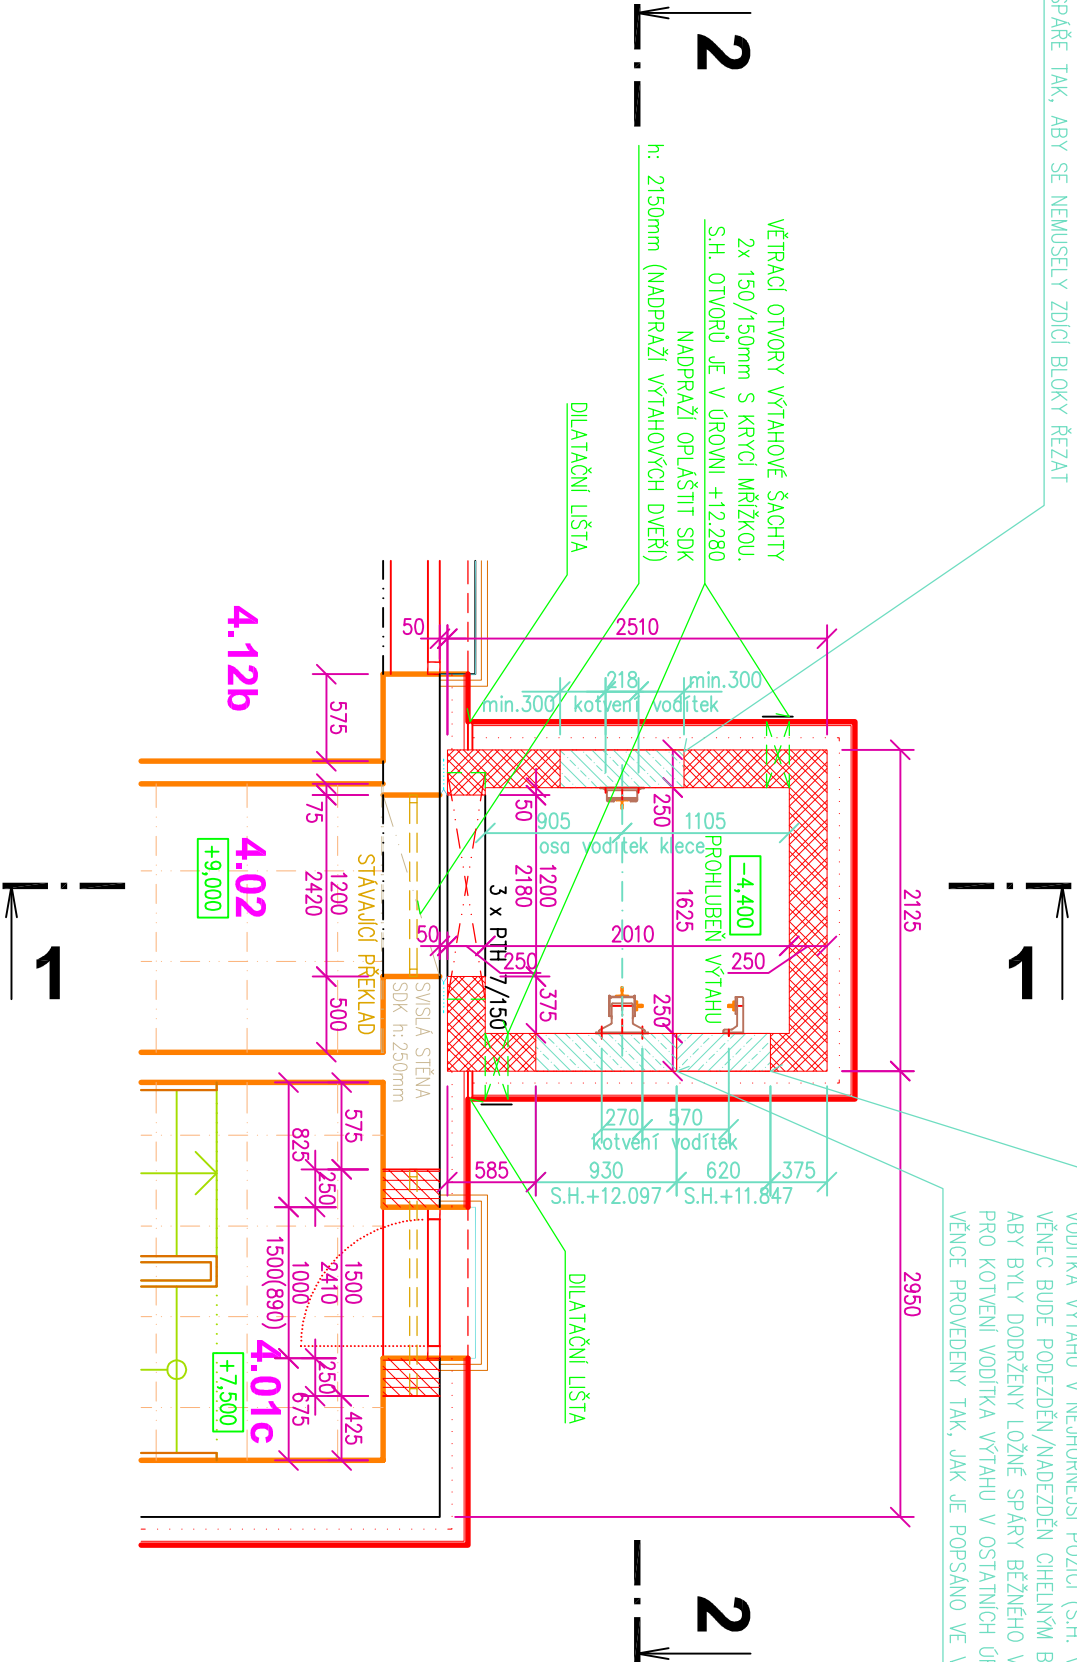 SPÁŘE TAK, ABY SE NEMUSELY ZDÍCÍ BLOKY ŘEZAT
2
2
1
1
VĚTRACÍ OTVORY VÝTAHOVÉ ŠACHTY
2x 150/150mm S KRYCÍ MŘÍŽKOU.
S.H. OTVORŮ JE V ÚROVNI +12.280
NADPRAŽÍ OPLÁŠTIT SDK
h: 2150mm (NADPRAŽÍ VÝTAHOVÝCH DVEŘÍ)
DILATAČNÍ LIŠTA
50
2510
218
min.300
min.300
kotvení vodítek
2125
2950
250
1625
250
905
1105
osa vodítek klece
PROHLUBEŇ VÝTAHU
-4,400
50
1200
2180
375
3 x PTH 7/150
50
250
2010
250
4.12b
575
75
1200
2420
500
4.02
+9,000
STÁVAJÍCÍ PŘEKLAD
SVISLÁ STĚNA
SDK h: 250mm
270
570
kotvení vodítek
585
930
620
375
S.H.+12.097
S.H.+11.847
DILATAČNÍ LIŠTA
575
1500
2410
425
250
250
825
1000
675
1500(890)
4.01c
+7,500
VODÍTKA VÝTAHU V NEJHORNĚJŠÍ POZICI (S.H.
VĚNEC BUDE PODEZDĚN/NADEZDĚN CIHELNÝM
ABY BYLY DODRŽENY LOŽNÉ SPÁRY BĚŽNÉHO
PRO KOTVENÍ VODÍTKA VÝTAHU V OSTATNÍCH
VĚNCE PROVEDENY TAK, JAK JE POPSÁNO VE